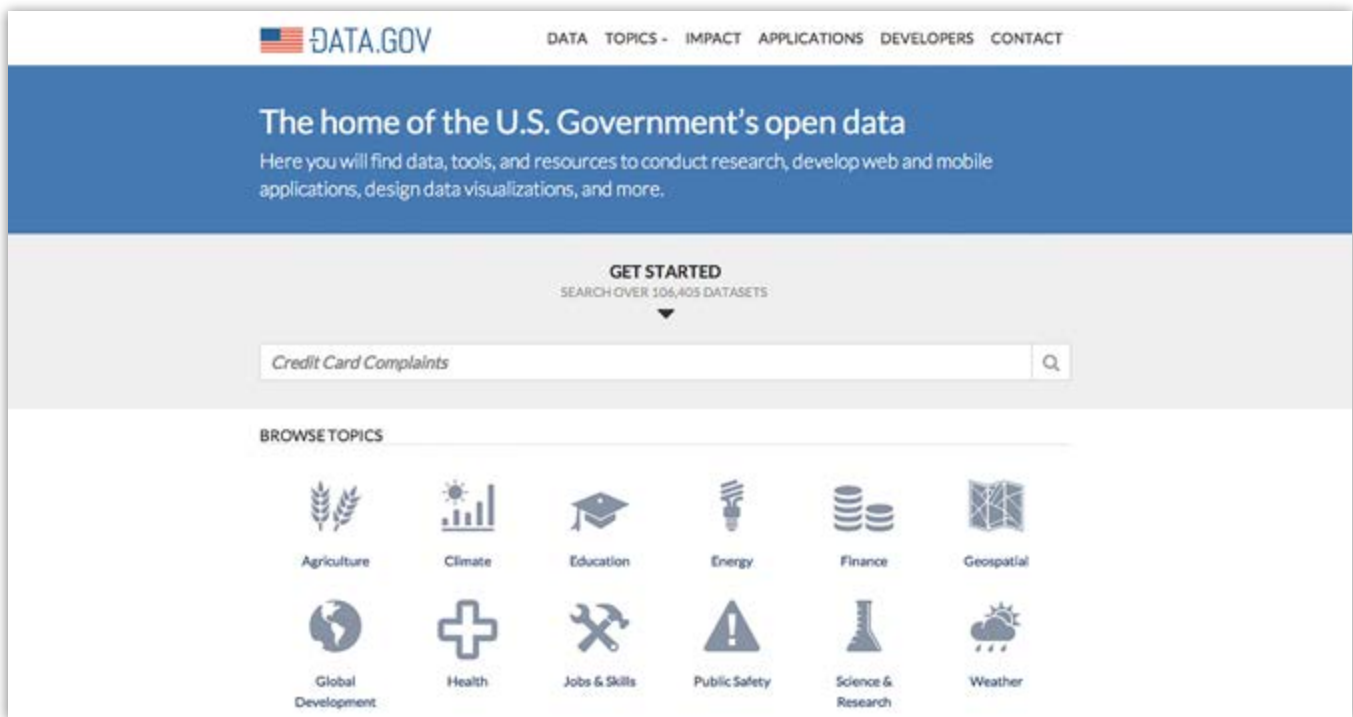 DATA.GOV
DATA TOPICS - IMPACT APPLICATIONS DEVELOPERS CONTACT
The home of the U.S. Government's open data
Here you will find data, tools, and resources to conduct research, develop web and mobile
applications, design data visualizations, and more.
GET STARTED
SEARCH OVER 106,405 DATASETS
Credit Card Complaints
BROWSE TOPICS
Agriculture Climate Education Energy Finance Geospatial
Global Health Jobs & Skills Public Safety Science & Weather
Development Research